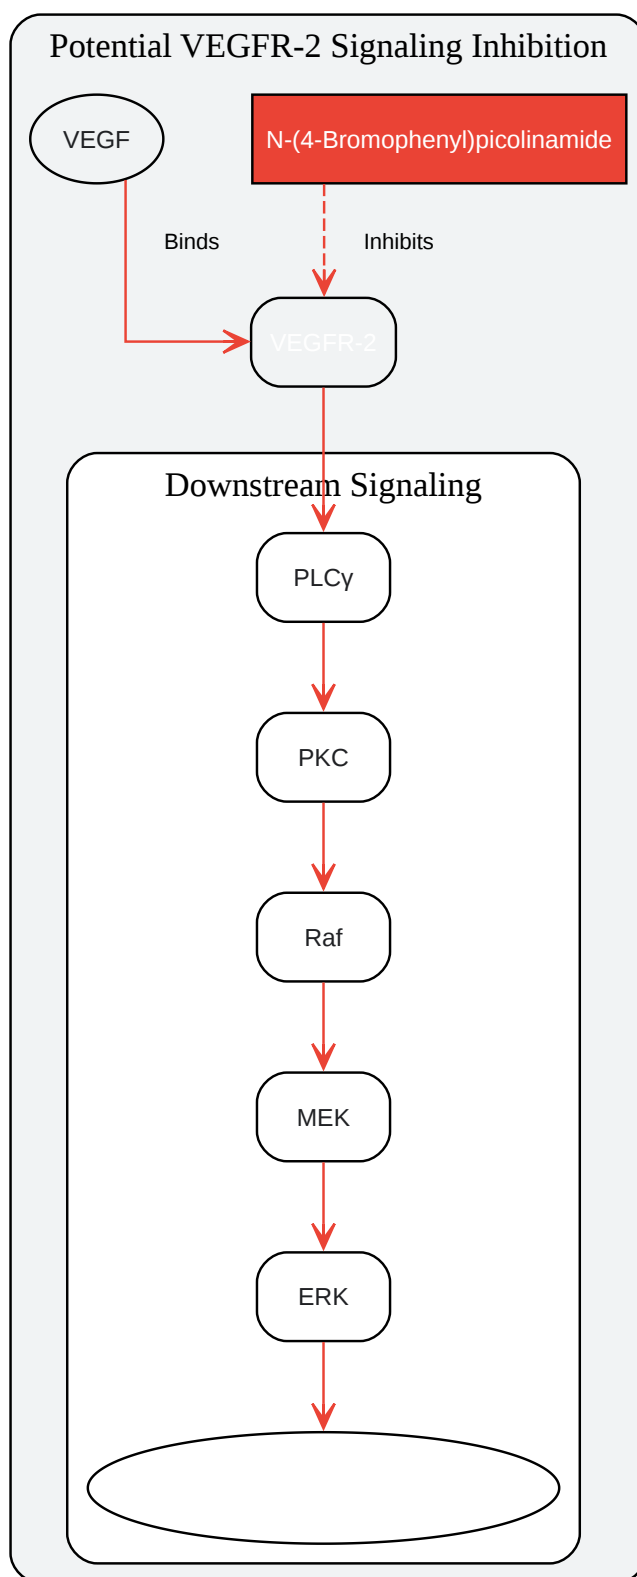 Potential VEGFR-2 Signaling Inhibition
VEGF
N-(4-Bromophenyl)picolinamide
Binds
Inhibits
VEGFR-2
Downstream Signaling
PLCγ
PKC
Raf
MEK
ERK